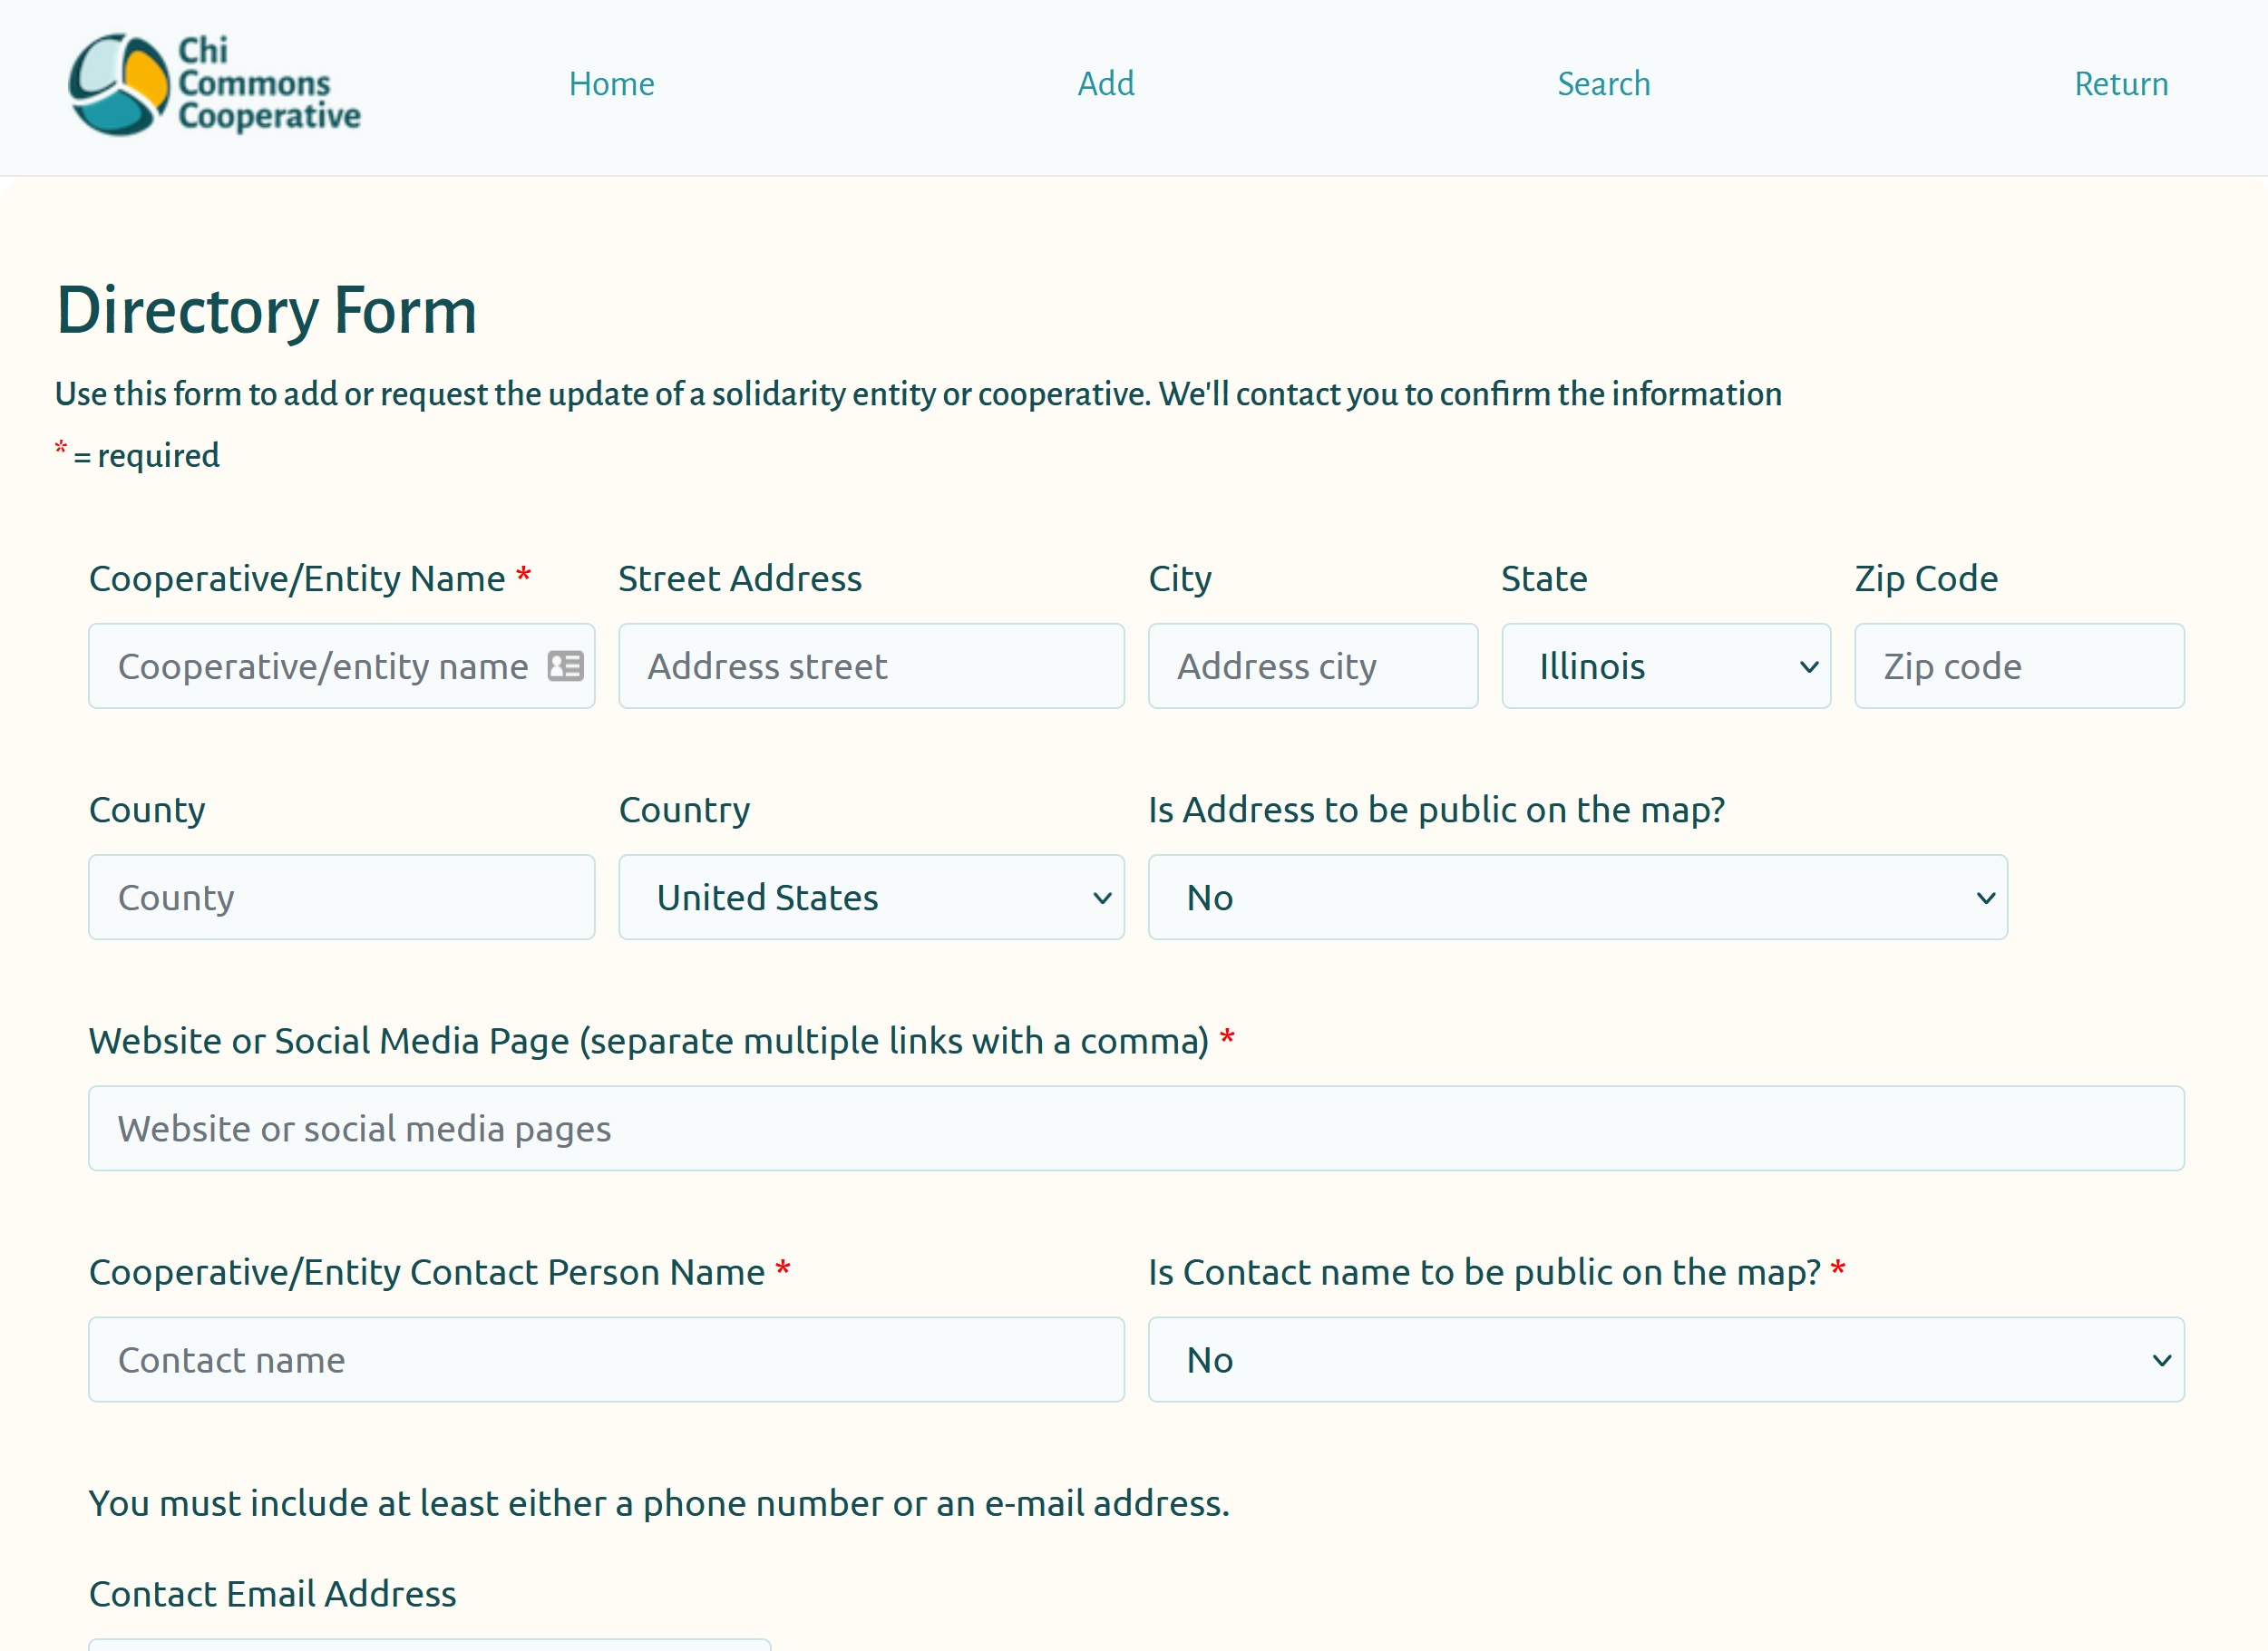 Chi
Commons
Cooperative
Home
Add
Search
Return
Directory Form
Use this form to add or request the update of a solidarity entity or cooperative. We'll contact you to confirm the information
* = required
Cooperative/Entity Name *
Street Address
City
State
Zip Code
Cooperative/entity name
Address street
Address city
Illinois
Zip code
County
Country
Is Address to be public on the map?
County
United States
No
Website or Social Media Page (separate multiple links with a comma) *
Website or social media pages
Cooperative/Entity Contact Person Name *
Is Contact name to be public on the map? *
Contact name
No
You must include at least either a phone number or an e-mail address.
Contact Email Address